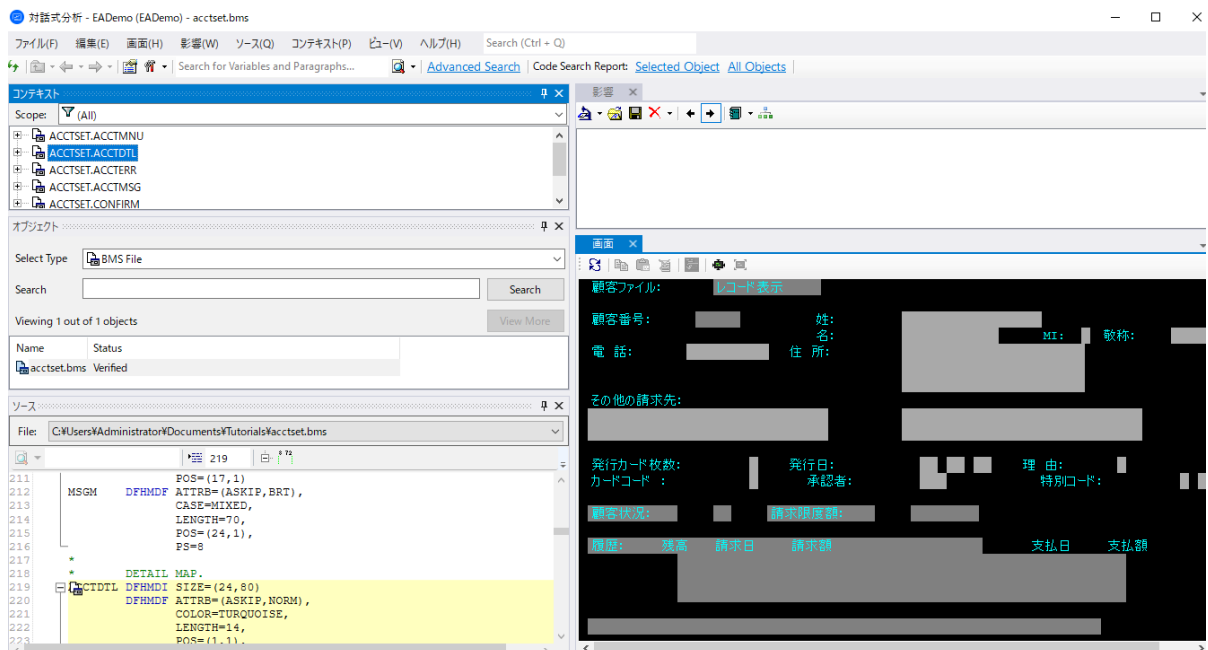 対話式分析 - EADemo (EADemo) - acctset.bms
ファイル(F) 編集(E) 画面(H) 影響(W) ソース(Q) コンテキスト(P) ビュー(V) ヘルプ(H) Search (Ctrl + Q)
Search for Variables and Paragraphs... Advanced Search Code Search Report: Selected Object All Objects
コンテキスト
Scope: (All)
ACCTSET.ACCTMNU
ACCTSET.ACCTDTL
ACCTSET.ACCTERR
ACCTSET.ACCTMSG
ACCTSET.CONFIRM
オブジェクト
Select Type BMS File
Search Search
Viewing 1 out of 1 objects View More
Name Status
acctset.bms Verified
ソース
File: C:¥Users¥Administrator¥Documents¥Tutorials¥acctset.bms
219
211 POS=(17,1)
212 MSGM DFHMDF ATTRB=(ASKIP,BRT),
213 CASE=MIXED,
214 LENGTH=70,
215 POS=(24,1),
216 PS=8
217 *
218 * DETAIL MAP.
219 CTDTL DFHMDI SIZE=(24,80)
220 DFHMDF ATTRB=(ASKIP,NORM),
221 COLOR=TURQUOISE,
222 LENGTH=14,
223 POS=(1,1),
影響
画面
顧客ファイル: レコード表示
顧客番号: 姓:
名: MI: 敬称:
電 話: 住 所:
その他の請求先:
発行カード枚数: 発行日: 理 由:
カードコード : 承認者: 特別コード:
顧客状況: 請求限度額:
履歴: 残高 請求日 請求額 支払日 支払額